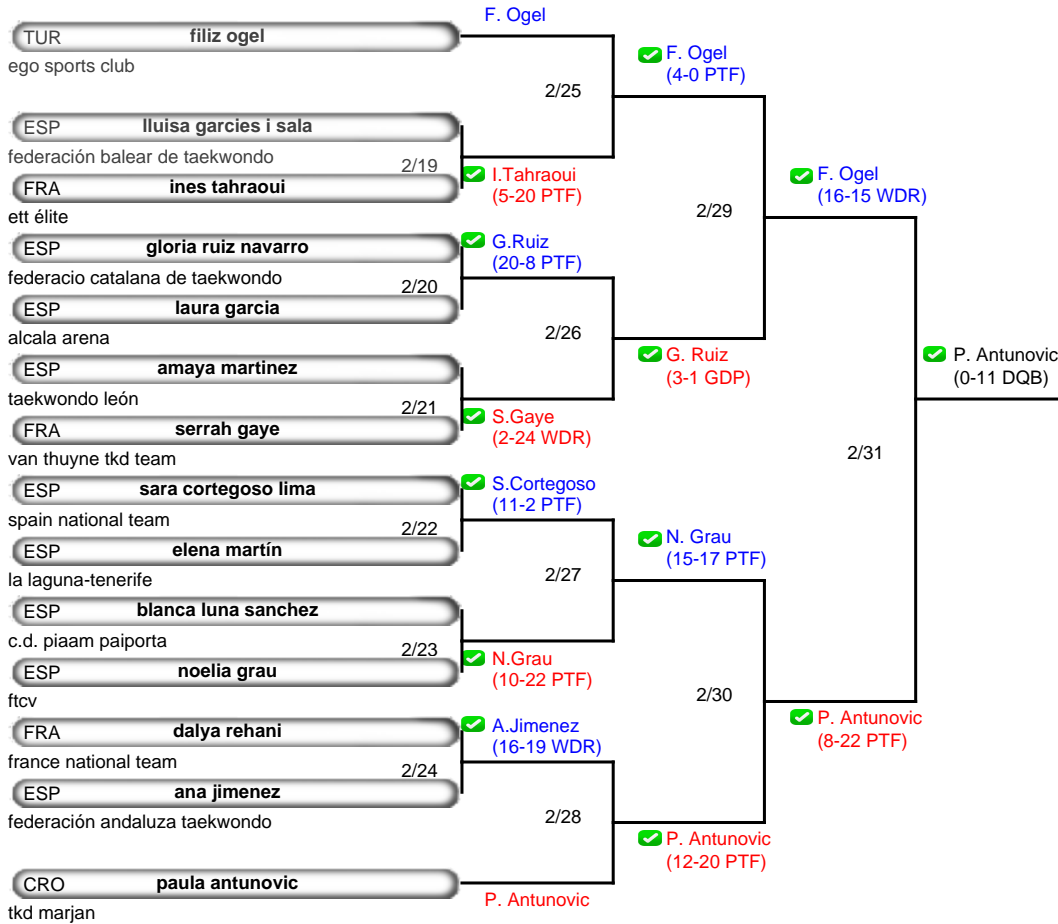 F. Ogel
TUR filiz ogel
ego sports club
F. Ogel
(4-0 PTF)
2/25
ESP lluisa garcies i sala
federación balear de taekwondo
2/19
FRA ines tahraoui
ett élite
I.Tahraoui
(5-20 PTF)
F. Ogel
(16-15 WDR)
2/29
ESP gloria ruiz navarro
federacio catalana de taekwondo
G.Ruiz
(20-8 PTF)
2/20
ESP laura garcia
alcala arena
2/26
ESP amaya martinez
taekwondo león
G. Ruiz
(3-1 GDP)
P. Antunovic
(0-11 DQB)
2/21
FRA serrah gaye
van thuyne tkd team
S.Gaye
(2-24 WDR)
2/31
ESP sara cortegoso lima
spain national team
S.Cortegoso
(11-2 PTF)
2/22
ESP elena martín
la laguna-tenerife
N. Grau
(15-17 PTF)
2/27
ESP blanca luna sanchez
c.d. piaam paiporta
2/23
ESP noelia grau
ftcv
N.Grau
(10-22 PTF)
2/30
FRA dalya rehani
france national team
A.Jimenez
(16-19 WDR)
P. Antunovic
(8-22 PTF)
2/24
ESP ana jimenez
federación andaluza taekwondo
2/28
P. Antunovic
(12-20 PTF)
CRO paula antunovic
tkd marjan
P. Antunovic